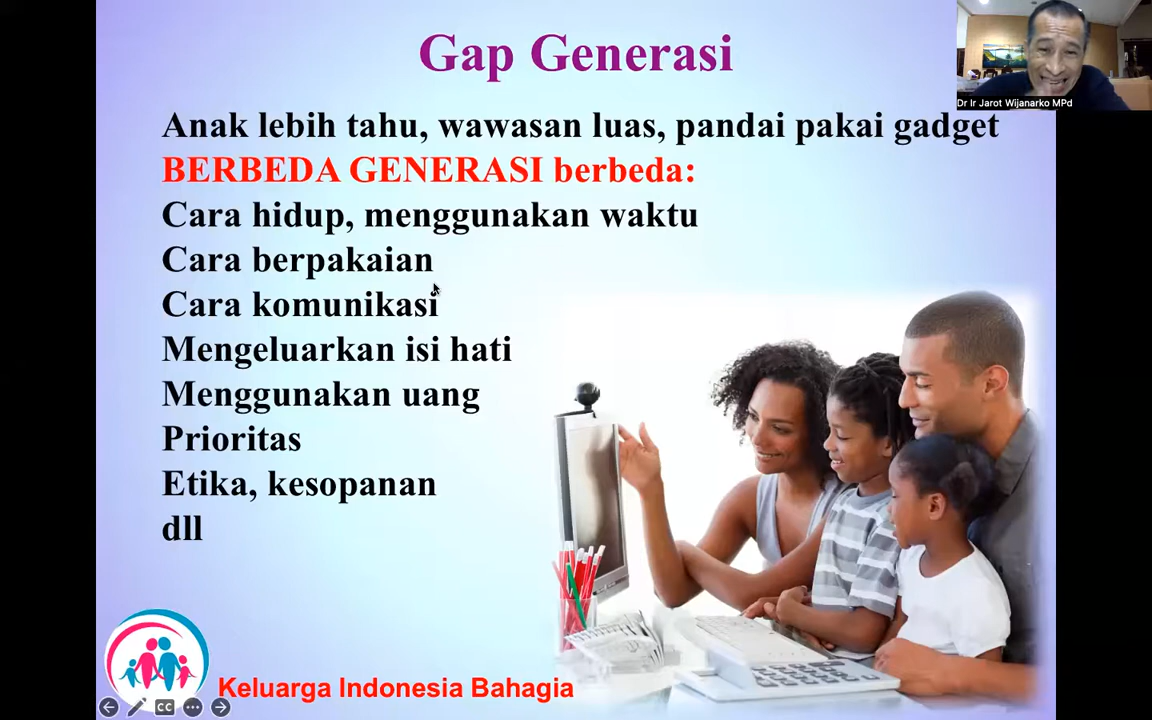 Gap Generasi
Dr Ir Jarot Wijanarko MPd
Anak lebih tahu, wawasan luas, pandai pakai gadget
BERBEDA GENERASI berbeda:
Cara hidup, menggunakan waktu
Cara berpakaian
Cara komunikasi
Mengeluarkan isi hati
Menggunakan uang
Prioritas
Etika, kesopanan
dll
Keluarga Indonesia Bahagia
CC